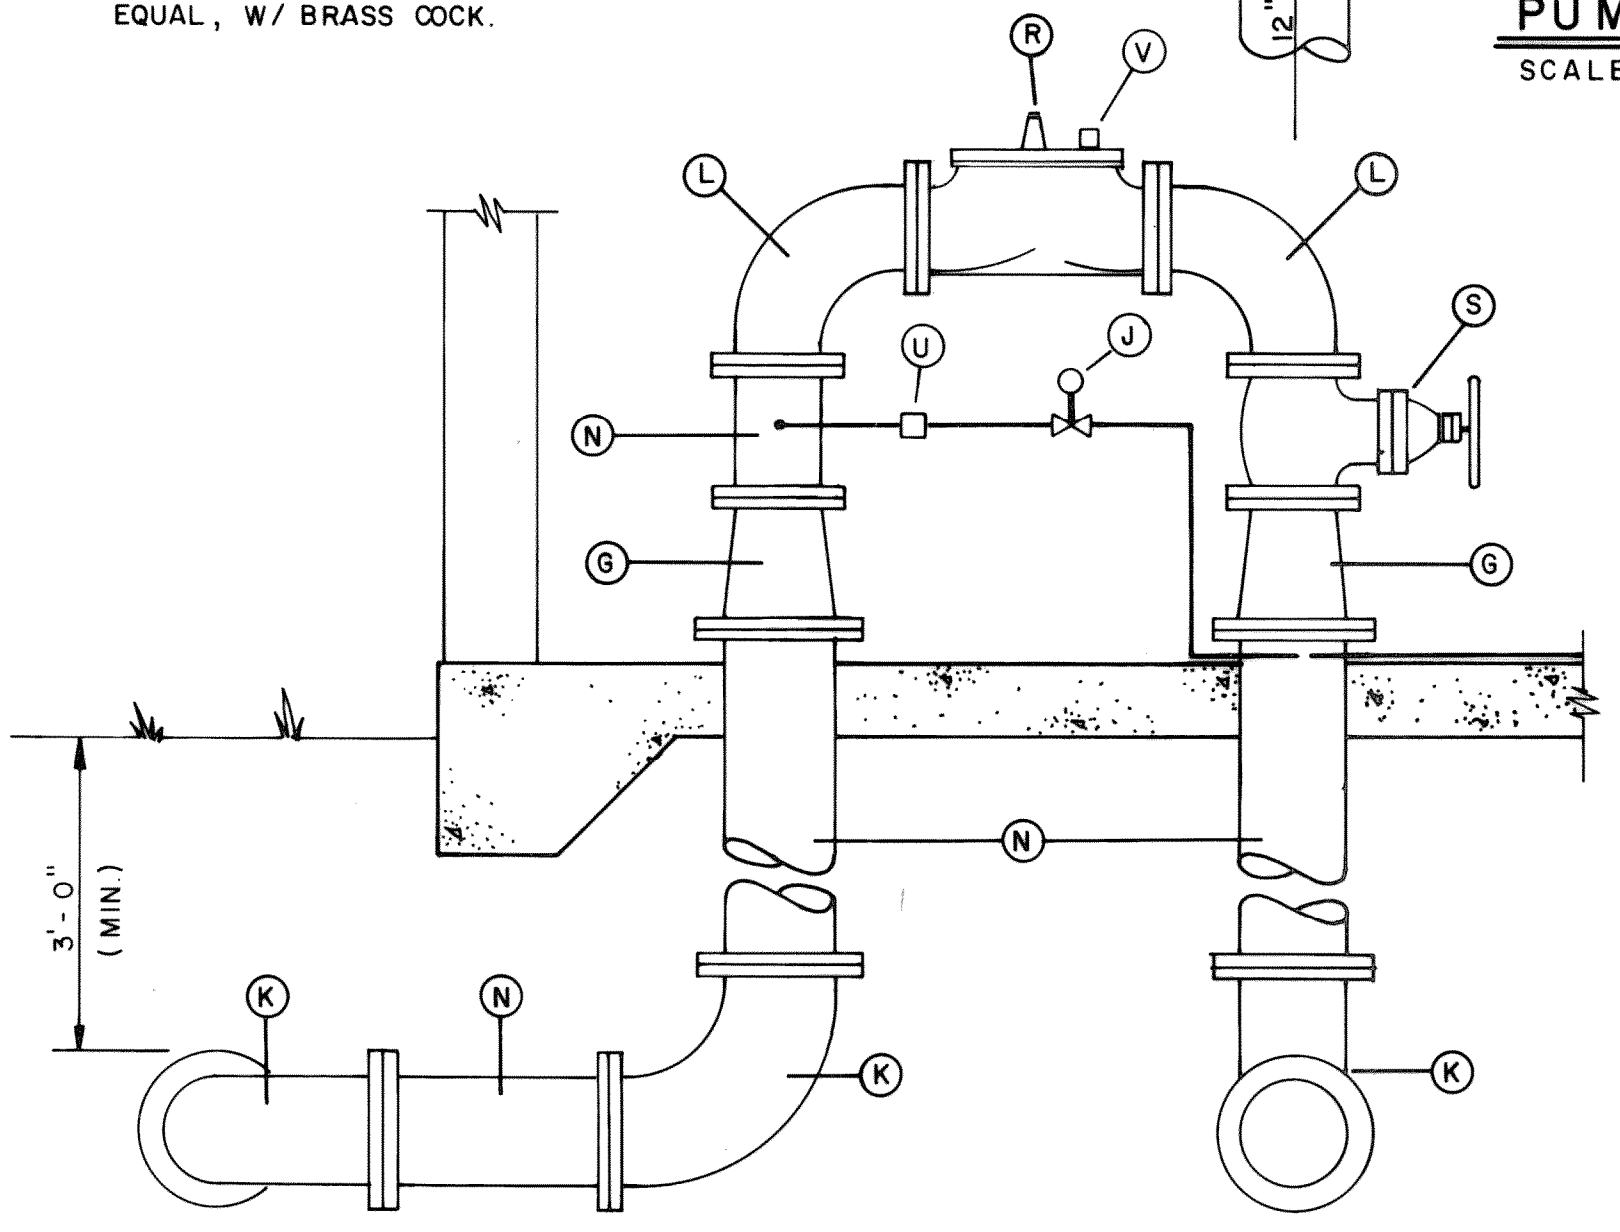 EQUAL, W/ BRASS COCK.
12"
PUM
SCALE
R
V
L
L
S
U
J
N
G
G
N
3'-0"
(MIN.)
K
N
K
K